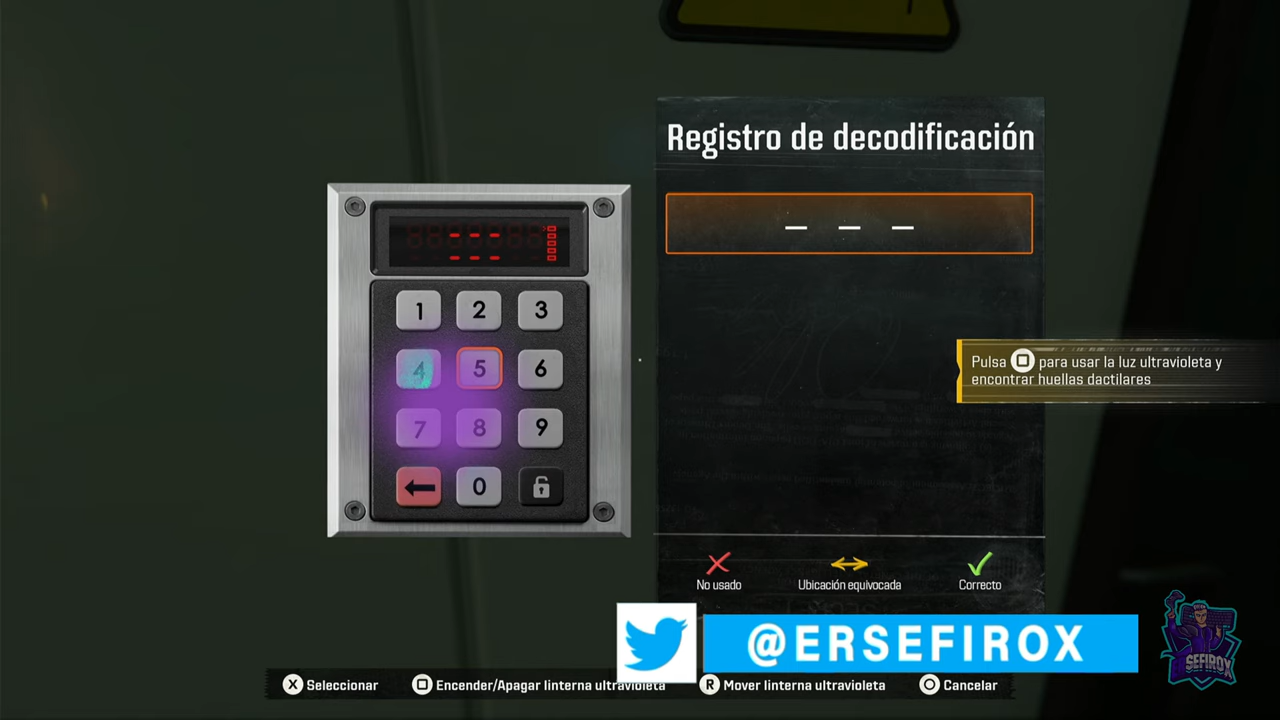 Registro de decodificación
_ _ _
1 2 3
4 5 6
7 8 9
0
Pulsa para usar la luz ultravioleta y
encontrar huellas dactilares
No usado
Ubicación equivocada
Correcto
@ERSEFIROX
SEFIROX
X Seleccionar
Encender/Apagar linterna ultravioleta
R Mover linterna ultravioleta
Cancelar